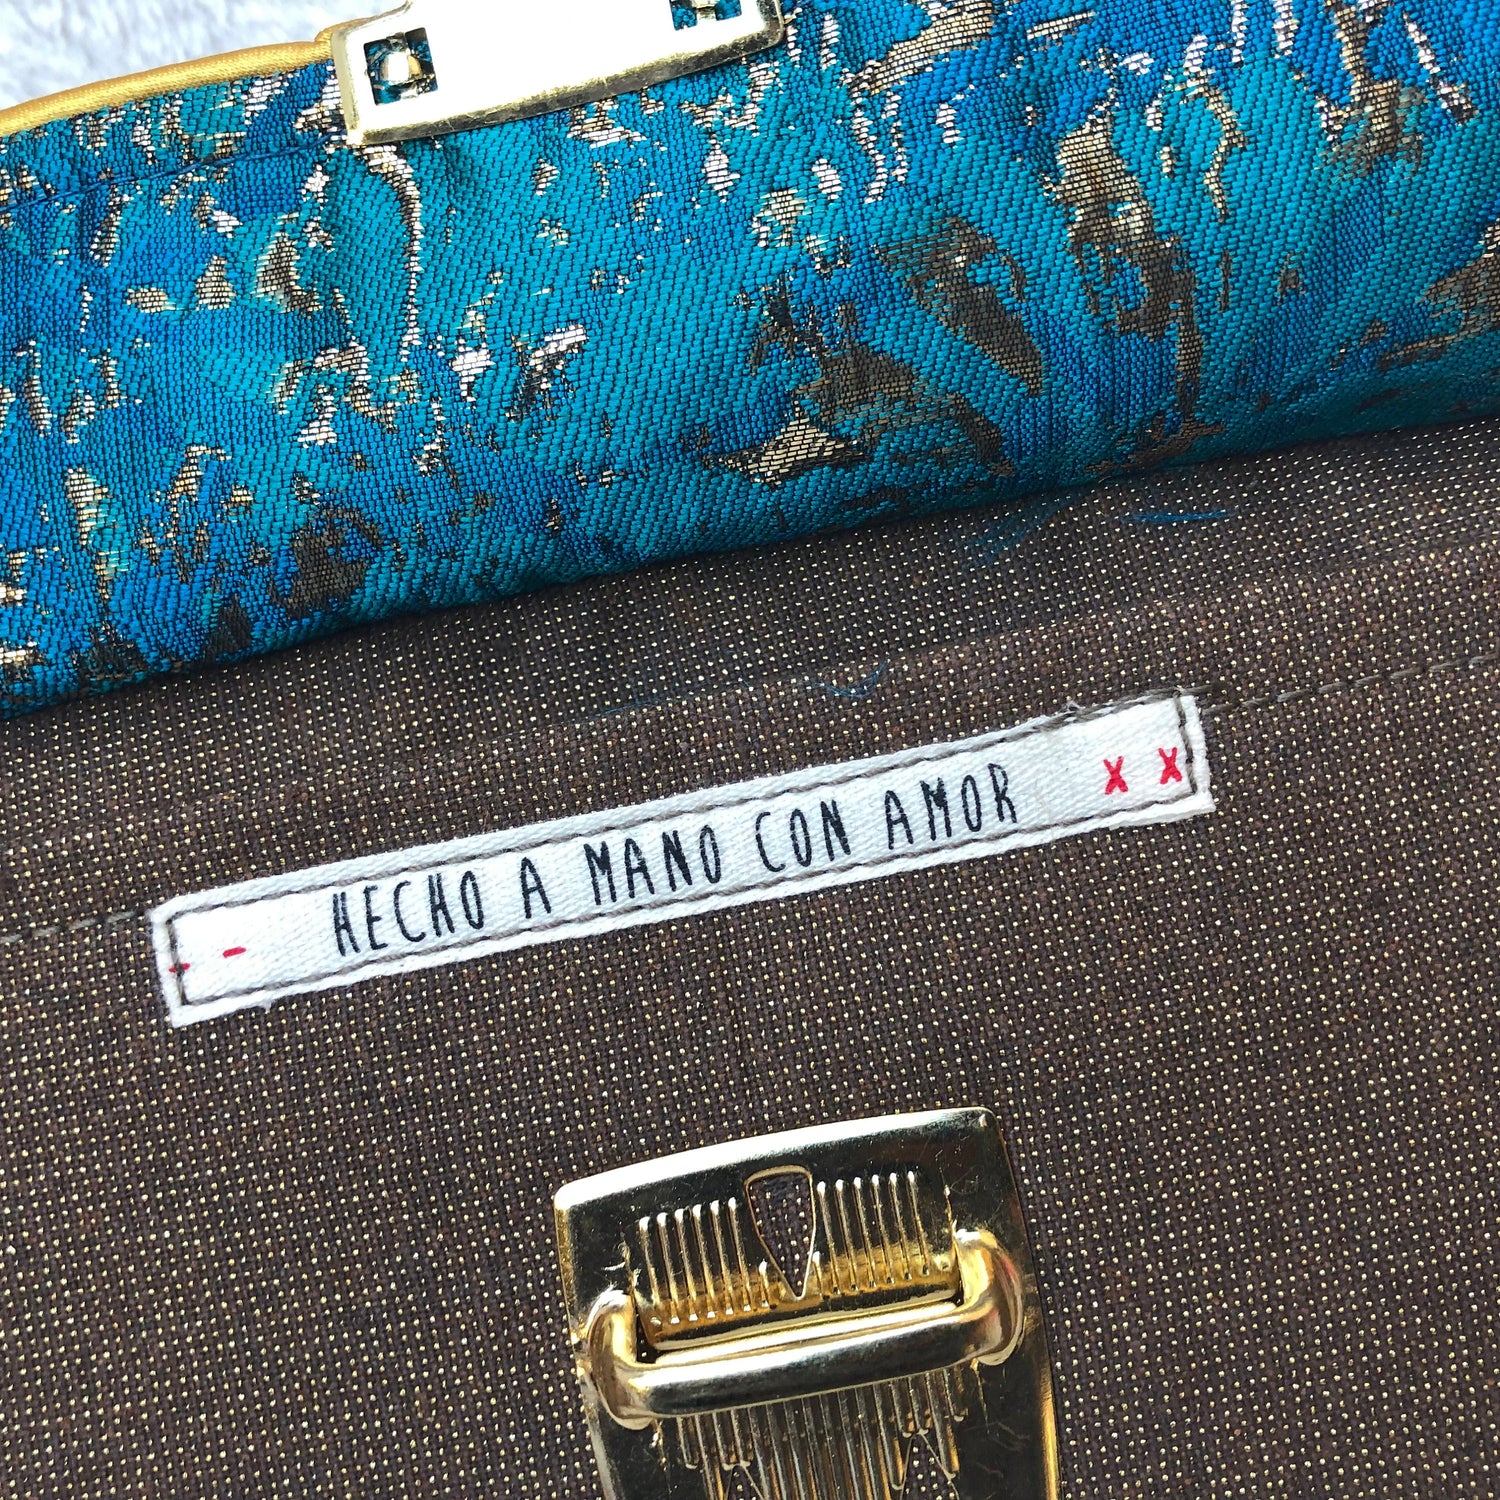 - - HECHO A MANO CON AMOR x x